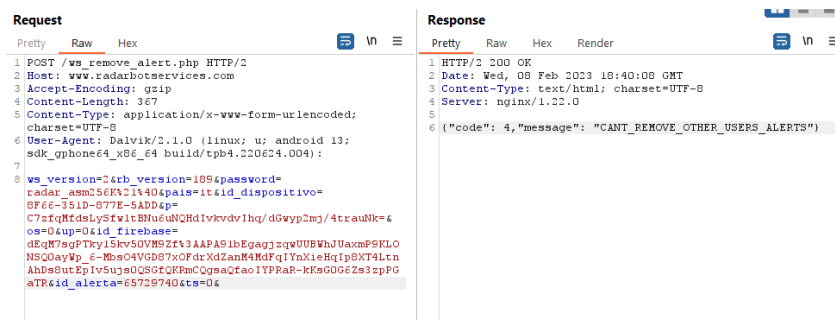 Request
Pretty Raw Hex
\n
1 POST /ws_remove_alert.php HTTP/2
2 Host: www.radarbotservices.com
3 Accept-Encoding: gzip
4 Content-Length: 367
5 Content-Type: application/x-www-form-urlencoded;
charset=UTF-8
6 User-Agent: Dalvik/2.1.0 (linux; u; android 13;
sdk_gphone64_x86_64 build/tpb4.220624.004):
7
8 ws_version=2&rb_version=189&password=
radar_asm256K%21%40&pais=it&id_dispositivo=
8F66-351D-877E-5ADD&p=
C7zfqMfdsLySfwltBNu6uNQHdIvkvdvIhq/dGwyp2mj/4trauNk=&
os=0&up=0&id_firebase=
dEqM7sgPTky15kv50VM9Zf%3AAPA91bEgagjzqwUUBWhJUaxmP9KLO
NSQ0ayWp_6-MbsO4VGD87xOFdrXdZanM4MdFqIYnXieHqIp8XT4Ltn
AhDs8utEpIv5ujs0QSGfQKRmCQgsaQfaoIYPRaR-kKsG0G6Zs3zpPG
aTR&id_alerta=65729740&ts=0&
Response
Pretty Raw Hex Render
\n
1 HTTP/2 200 OK
2 Date: Wed, 08 Feb 2023 18:40:08 GMT
3 Content-Type: text/html; charset=UTF-8
4 Server: nginx/1.22.0
5
6 {"code": 4,"message": "CANT_REMOVE_OTHER_USERS_ALERTS"}